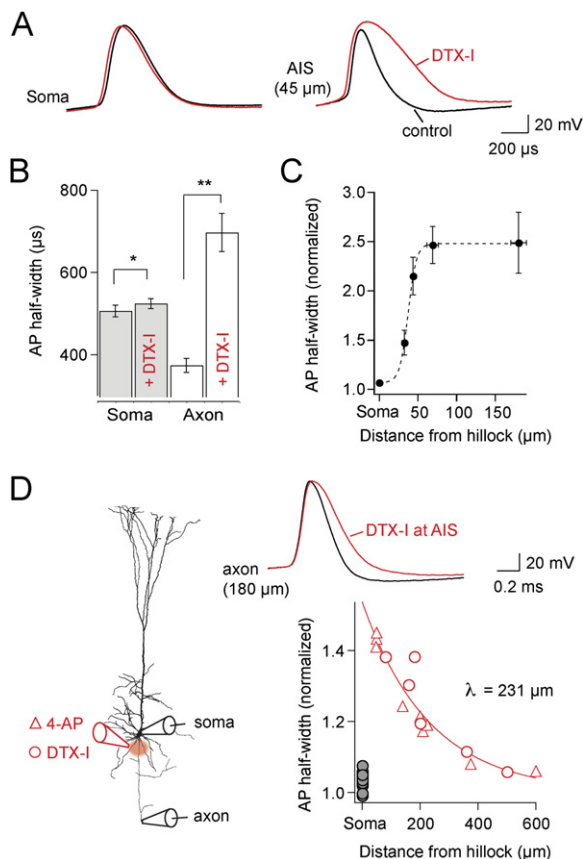 A
Soma
AIS
(45 μm)
DTX-I
control
20 mV
200 μs
B
AP half-width (μs)
800
600
400
*
**
+ DTX-I
+ DTX-I
Soma
Axon
C
AP half-width (normalized)
3.0
2.5
2.0
1.5
1.0
Soma
50
100
150
Distance from hillock (μm)
D
axon
(180 μm)
DTX-I at AIS
20 mV
0.2 ms
4-AP
DTX-I
soma
axon
AP half-width (normalized)
1.4
1.2
1.0
λ = 231 μm
Soma
200
400
600
Distance from hillock (μm)